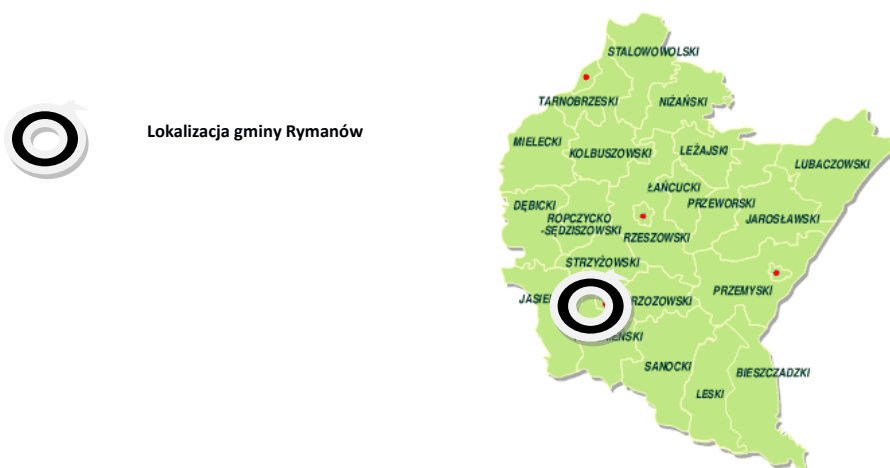 Lokalizacja gminy Rymanów
STALOWOWOLSKI
TARNOBRZESKI
NIŻAŃSKI
MIELECKI
KOLBUSZOWSKI
LEŻAJSKI
LUBACZOWSKI
ŁAŃCUCKI
DĘBICKI
ROPCZYCKO
-SĘDZISZOWSKI
PRZEWORSKI
JAROSŁAWSKI
RZESZOWSKI
STRZYŻOWSKI
PRZEMYSKI
SANOCKI
BIESZCZADZKI
LESKI